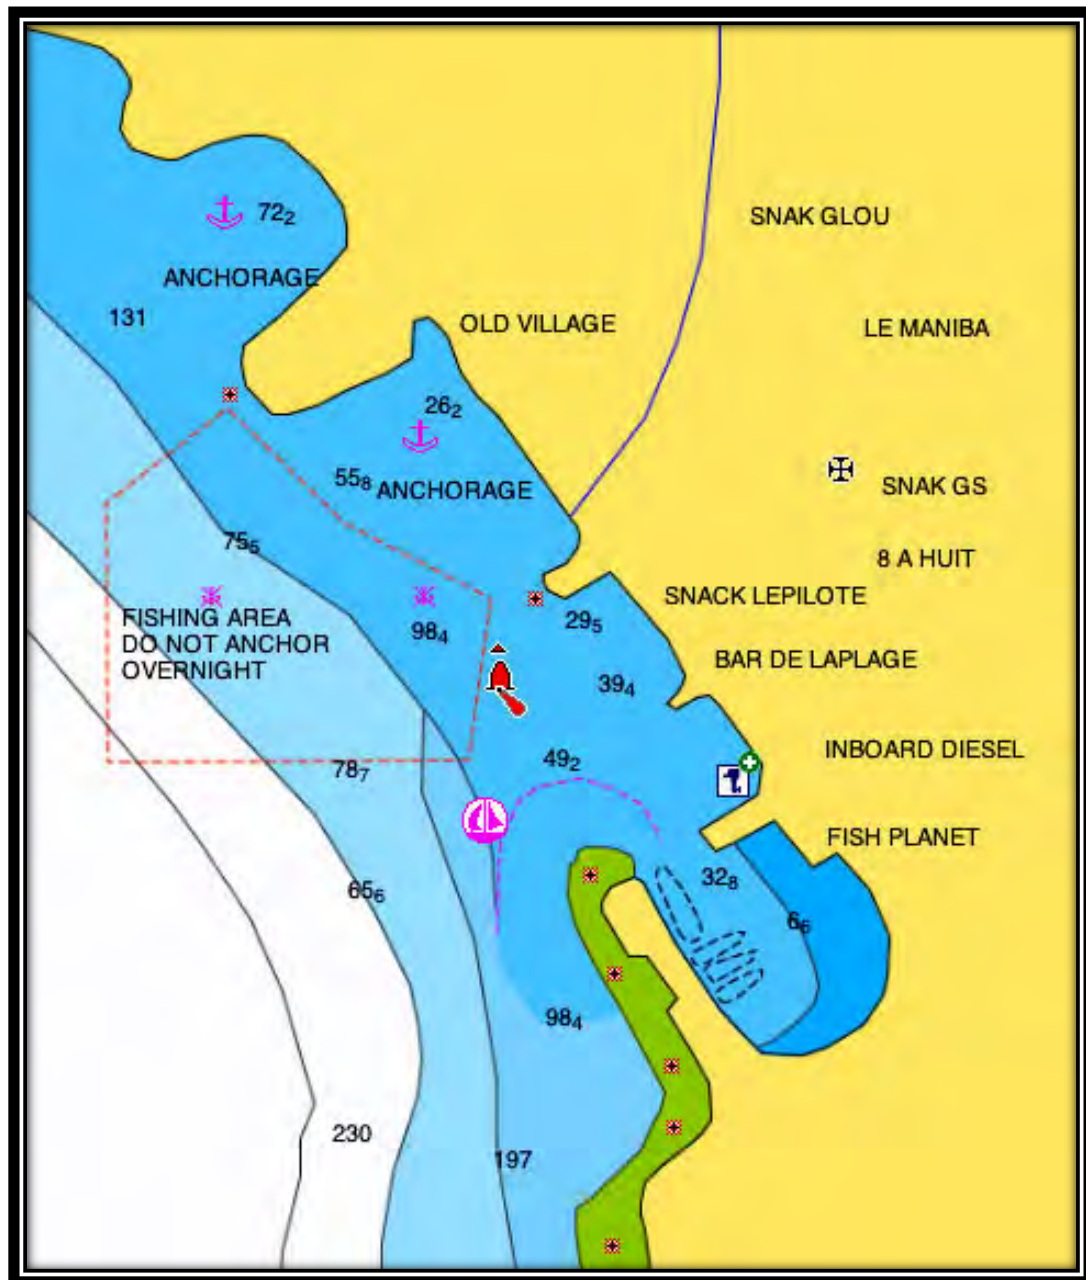 SNAK GLOU
72₂
ANCHORAGE
131
OLD VILLAGE
LE MANIBA
26₂
55₈
ANCHORAGE
SNAK GS
75₅
8 A HUIT
FISHING AREA
DO NOT ANCHOR
OVERNIGHT
98₄
29₅
SNACK LEPILOTE
39₄
BAR DE LAPLAGE
49₂
INBOARD DIESEL
78₇
FISH PLANET
65₆
32₈
6₆
98₄
230
197